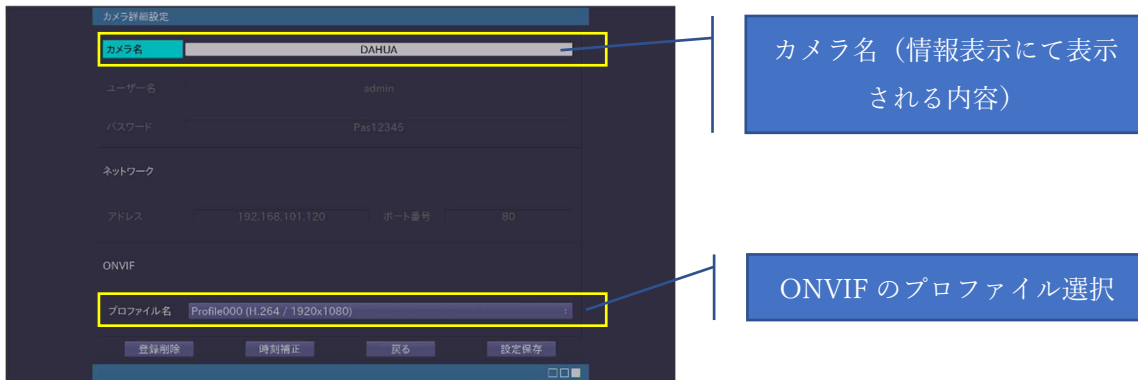 カメラ詳細設定
カメラ名 DAHUA
ユーザー名 admin
パスワード Pas12345
ネットワーク
アドレス 192.168.101.120 ポート番号 80
ONVIF
プロファイル名 Profile000 (H.264 / 1920x1080)
登録削除 時刻補正 戻る 設定保存
カメラ名（情報表示にて表示
される内容）
ONVIF のプロファイル選択